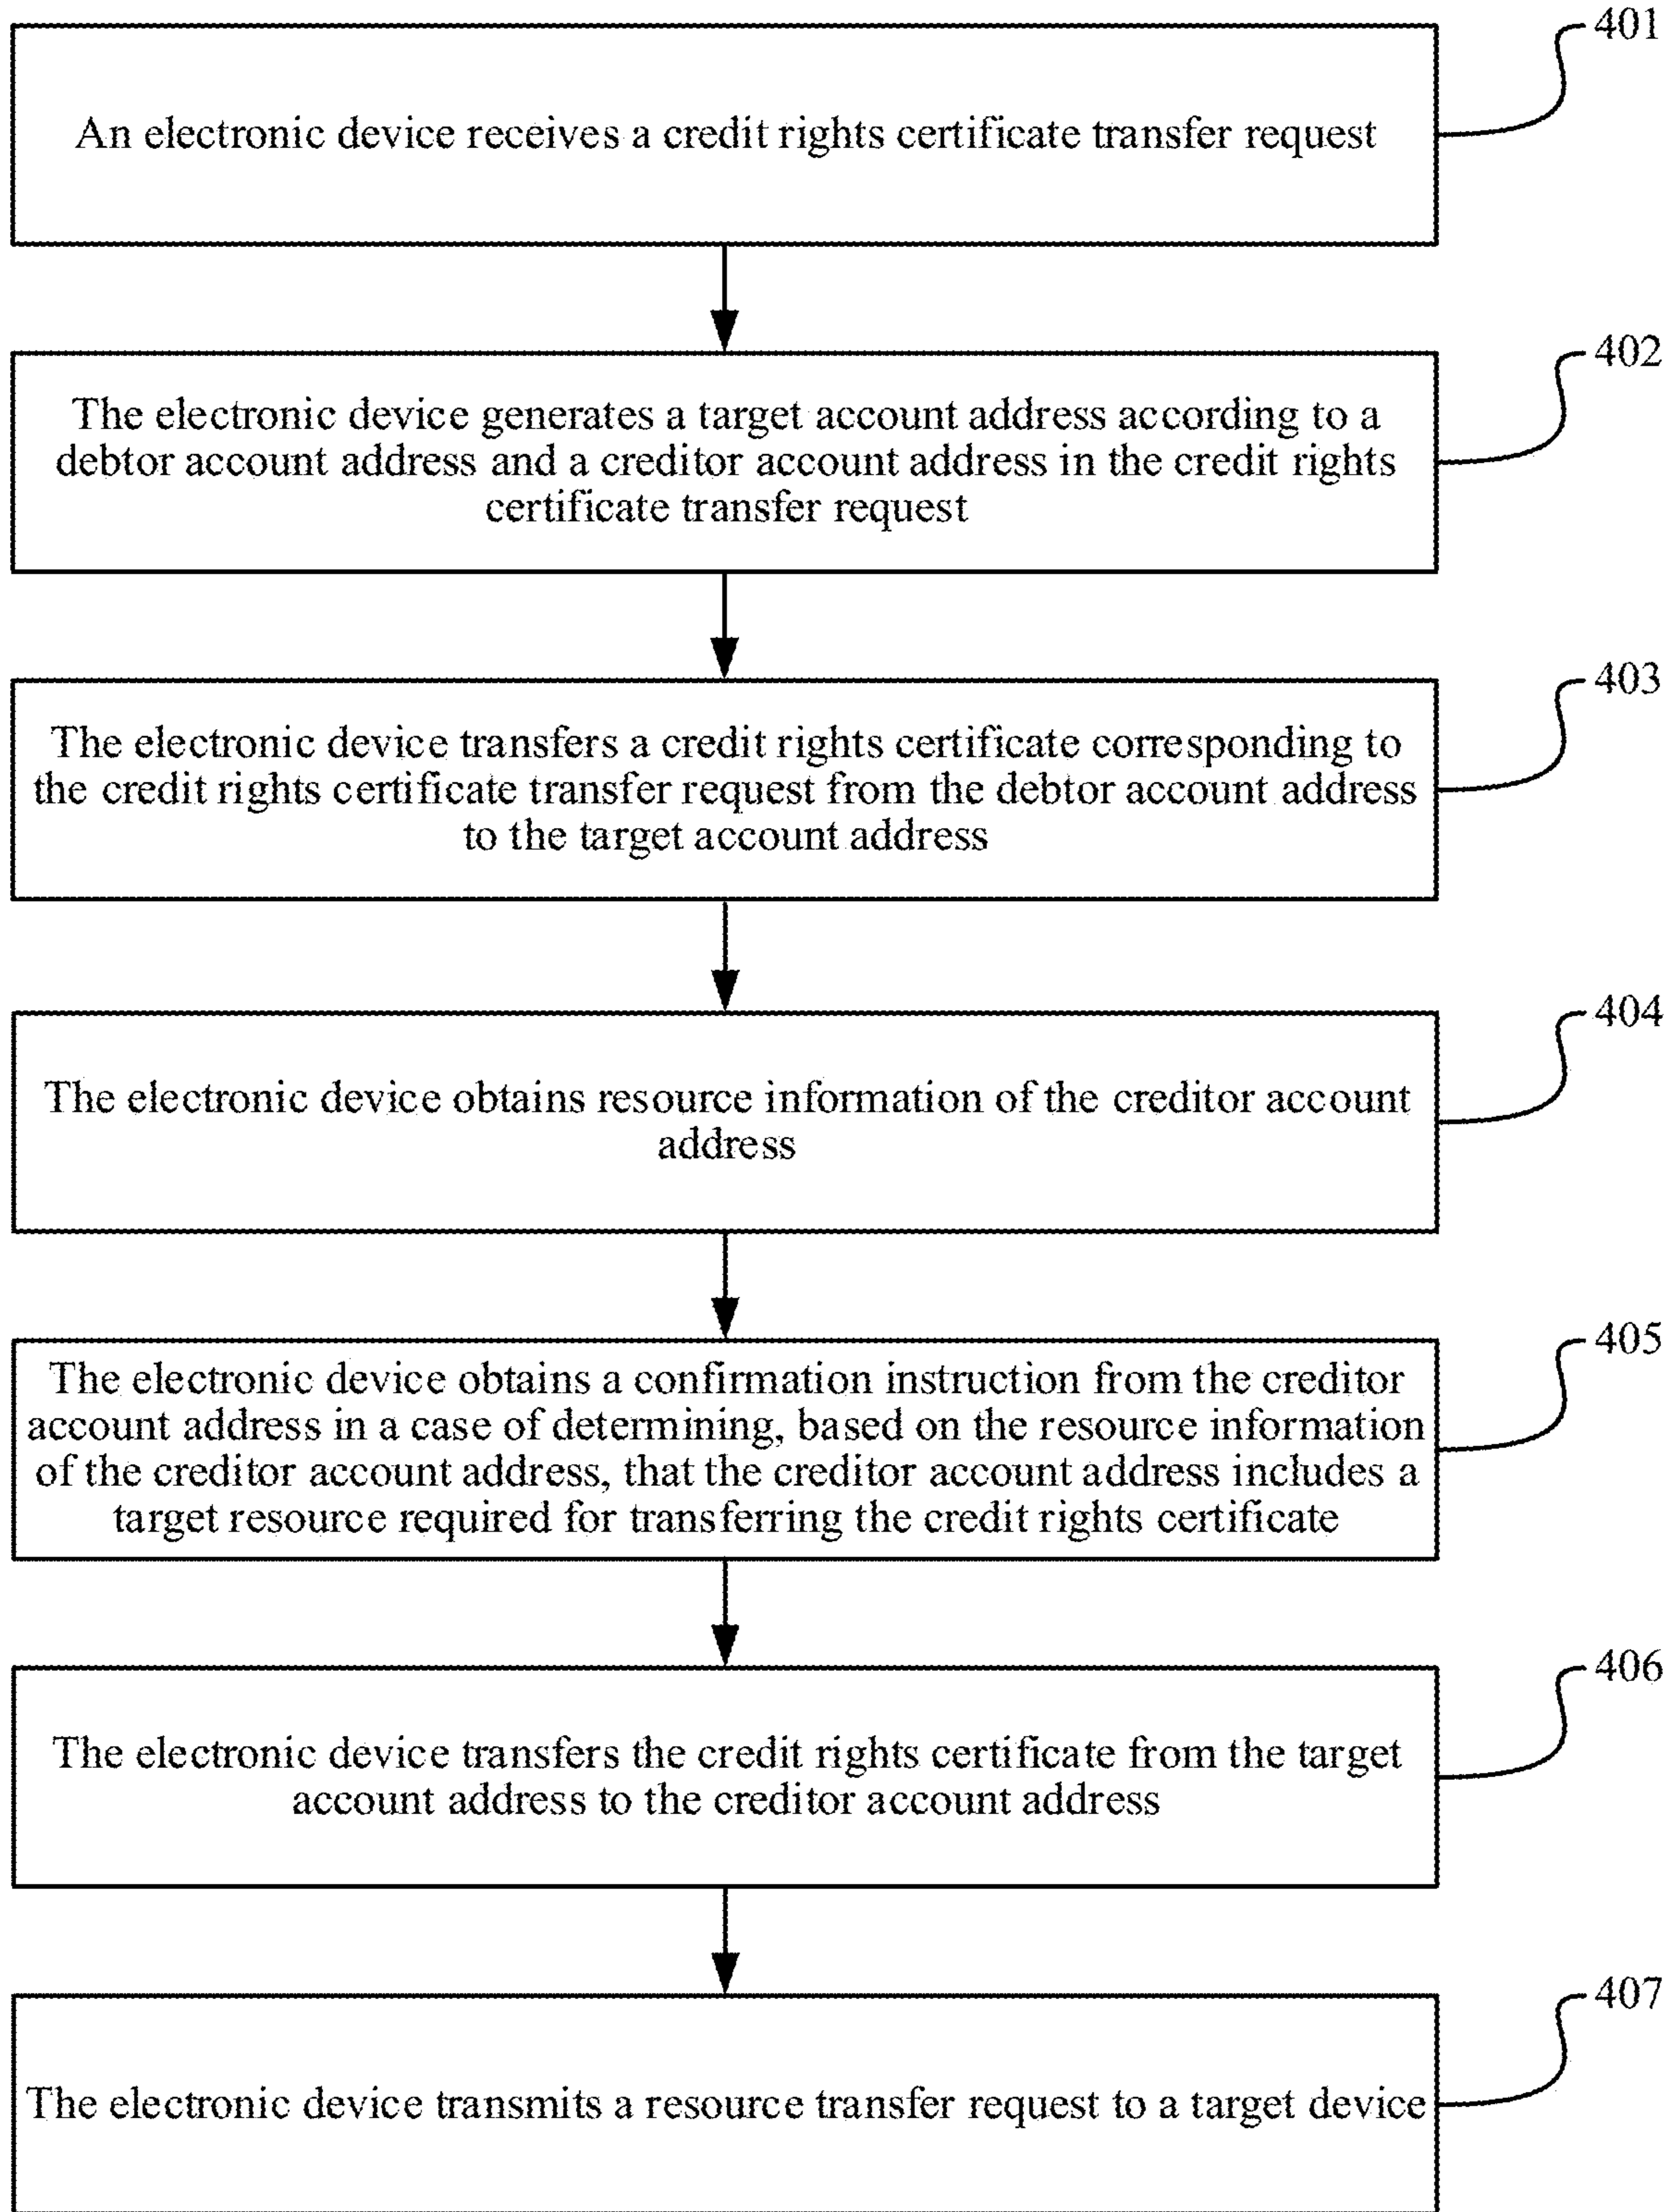 401
An electronic device receives a credit rights certificate transfer request
402
The electronic device generates a target account address according to a
debtor account address and a creditor account address in the credit rights
certificate transfer request
403
The electronic device transfers a credit rights certificate corresponding to
the credit rights certificate transfer request from the debtor account address
to the target account address
404
The electronic device obtains resource information of the creditor account
address
405
The electronic device obtains a confirmation instruction from the creditor
account address in a case of determining, based on the resource information
of the creditor account address, that the creditor account address includes a
target resource required for transferring the credit rights certificate
406
The electronic device transfers the credit rights certificate from the target
account address to the creditor account address
407
The electronic device transmits a resource transfer request to a target device